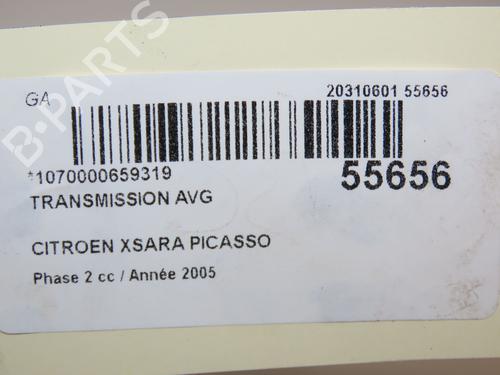 B-PARTS
GA
20310601 55656
*1070000659319
55656
TRANSMISSION AVG
CITROEN XSARA PICASSO
Phase 2 cc / Année 2005